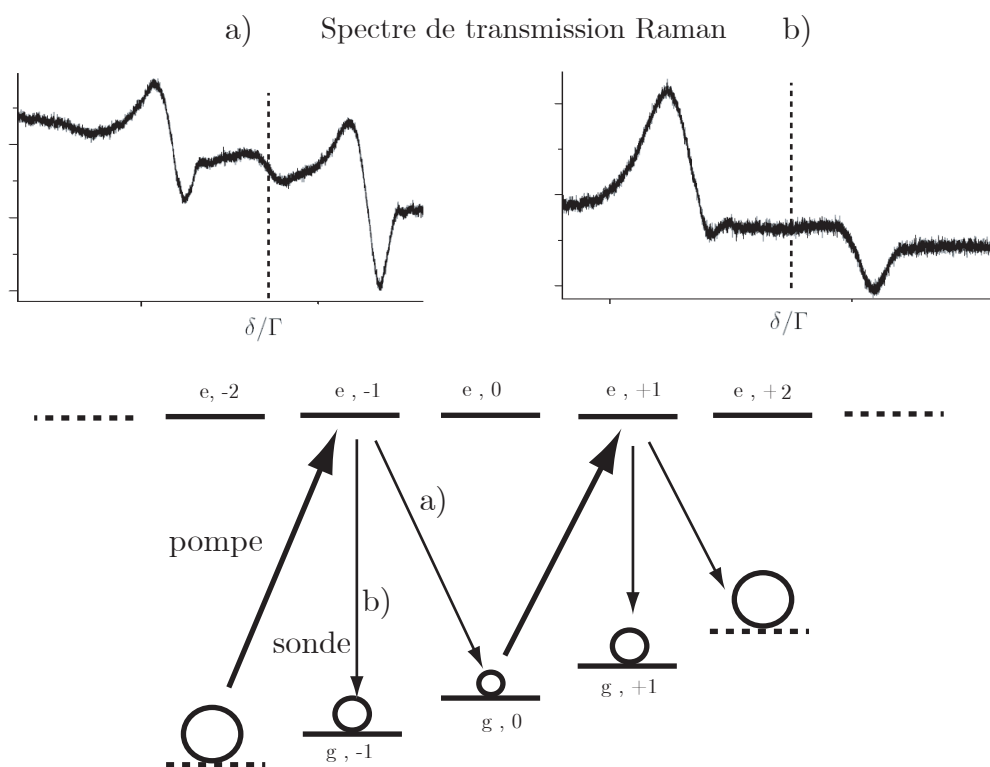 a) Spectre de transmission Raman b)
δ/Γ δ/Γ
e, -2 e , -1 e , 0 e , +1 e , +2
a)
pompe
b)
sonde
g , +1
g , 0
g , -1